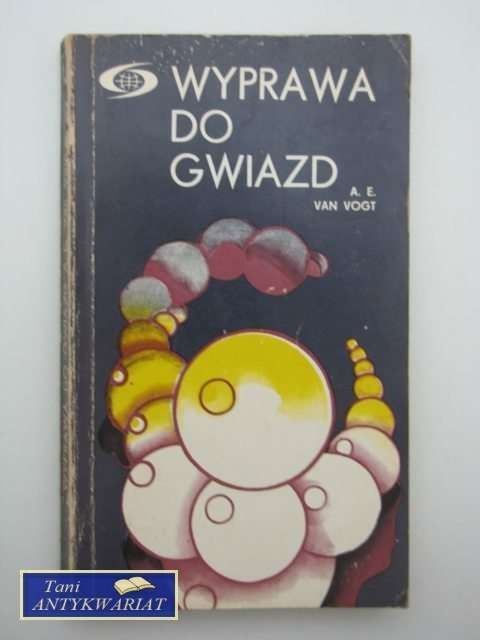 WYPRAWA
DO
GWIAZD
A. E.
VAN VOGT
Tani
ANTYKWARIAT